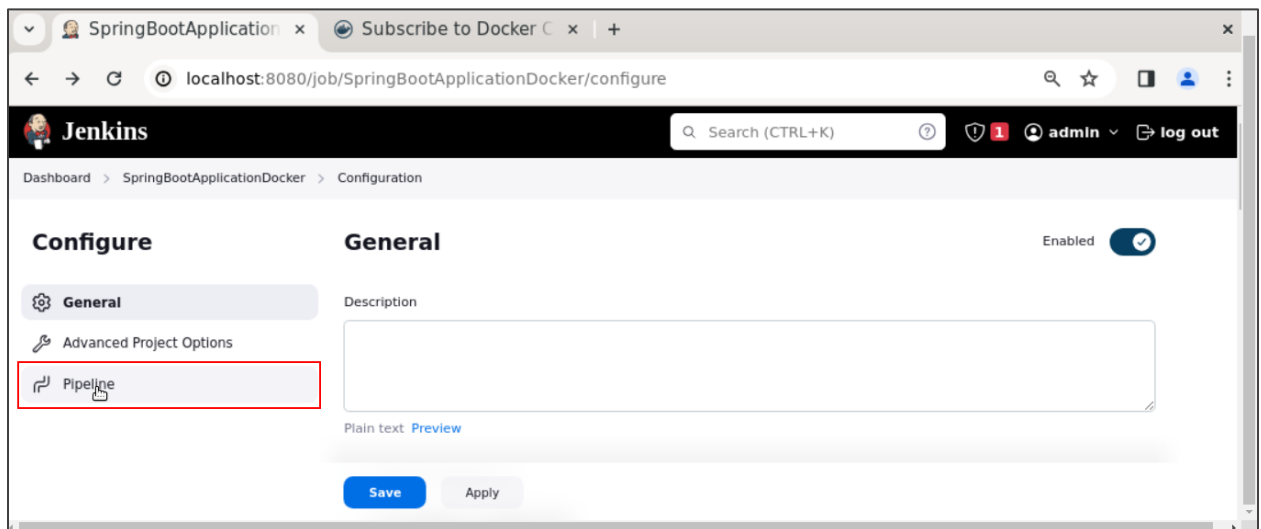 SpringBootApplication
Subscribe to Docker
localhost:8080/job/SpringBootApplicationDocker/configure
Jenkins
Search (CTRL+K)
1
admin
log out
Dashboard > SpringBootApplicationDocker > Configuration
Configure
General
Enabled
General
Description
Advanced Project Options
Pipeline
Plain text Preview
Save
Apply